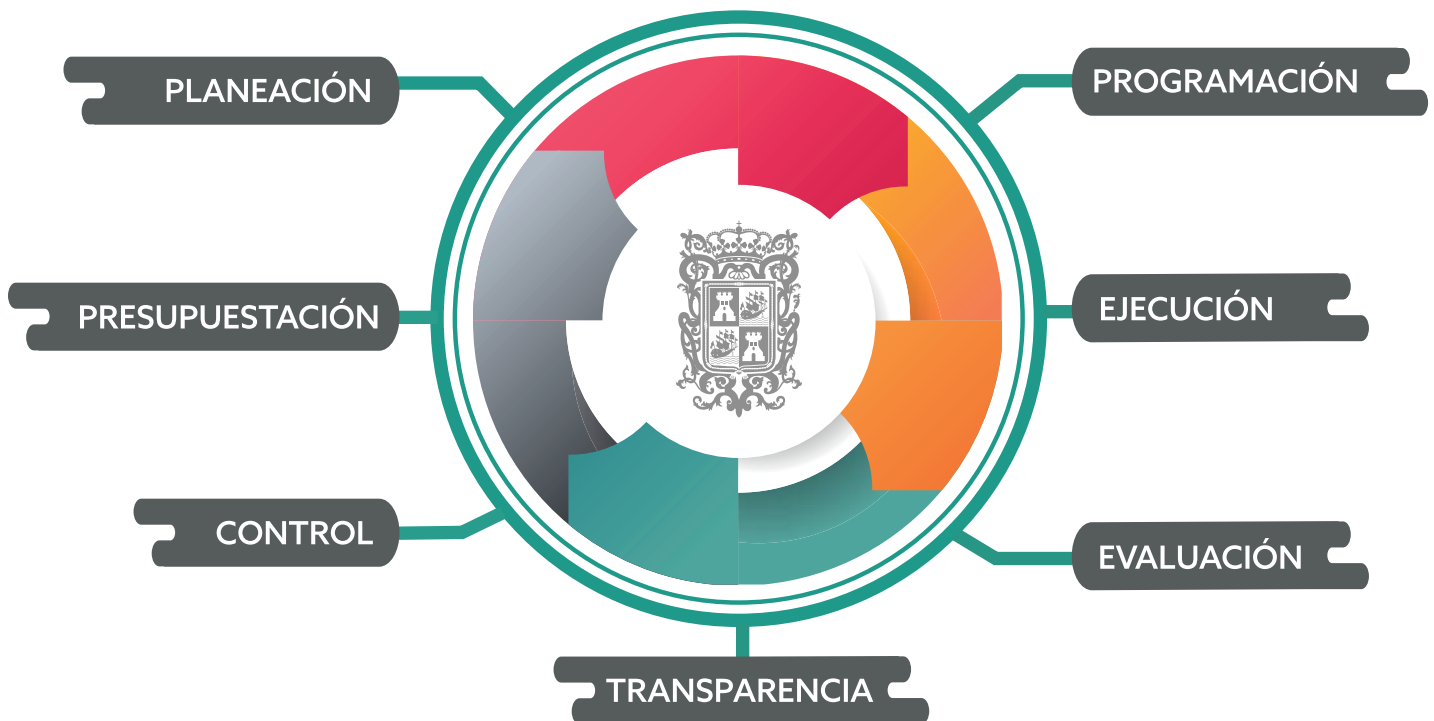 PLANEACIÓN
PROGRAMACIÓN
PRESUPUESTACIÓN
EJECUCIÓN
CONTROL
EVALUACIÓN
TRANSPARENCIA